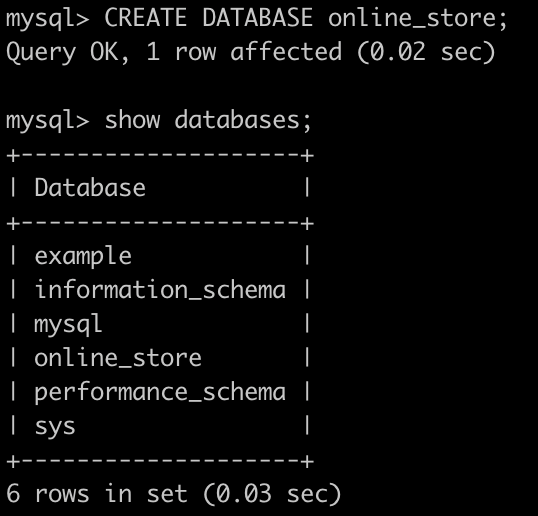 mysql> CREATE DATABASE online_store;
Query OK, 1 row affected (0.02 sec)

mysql> show databases;
+--------------------+
| Database           |
+--------------------+
| example            |
| information_schema |
| mysql              |
| online_store       |
| performance_schema |
| sys                |
+--------------------+
6 rows in set (0.03 sec)